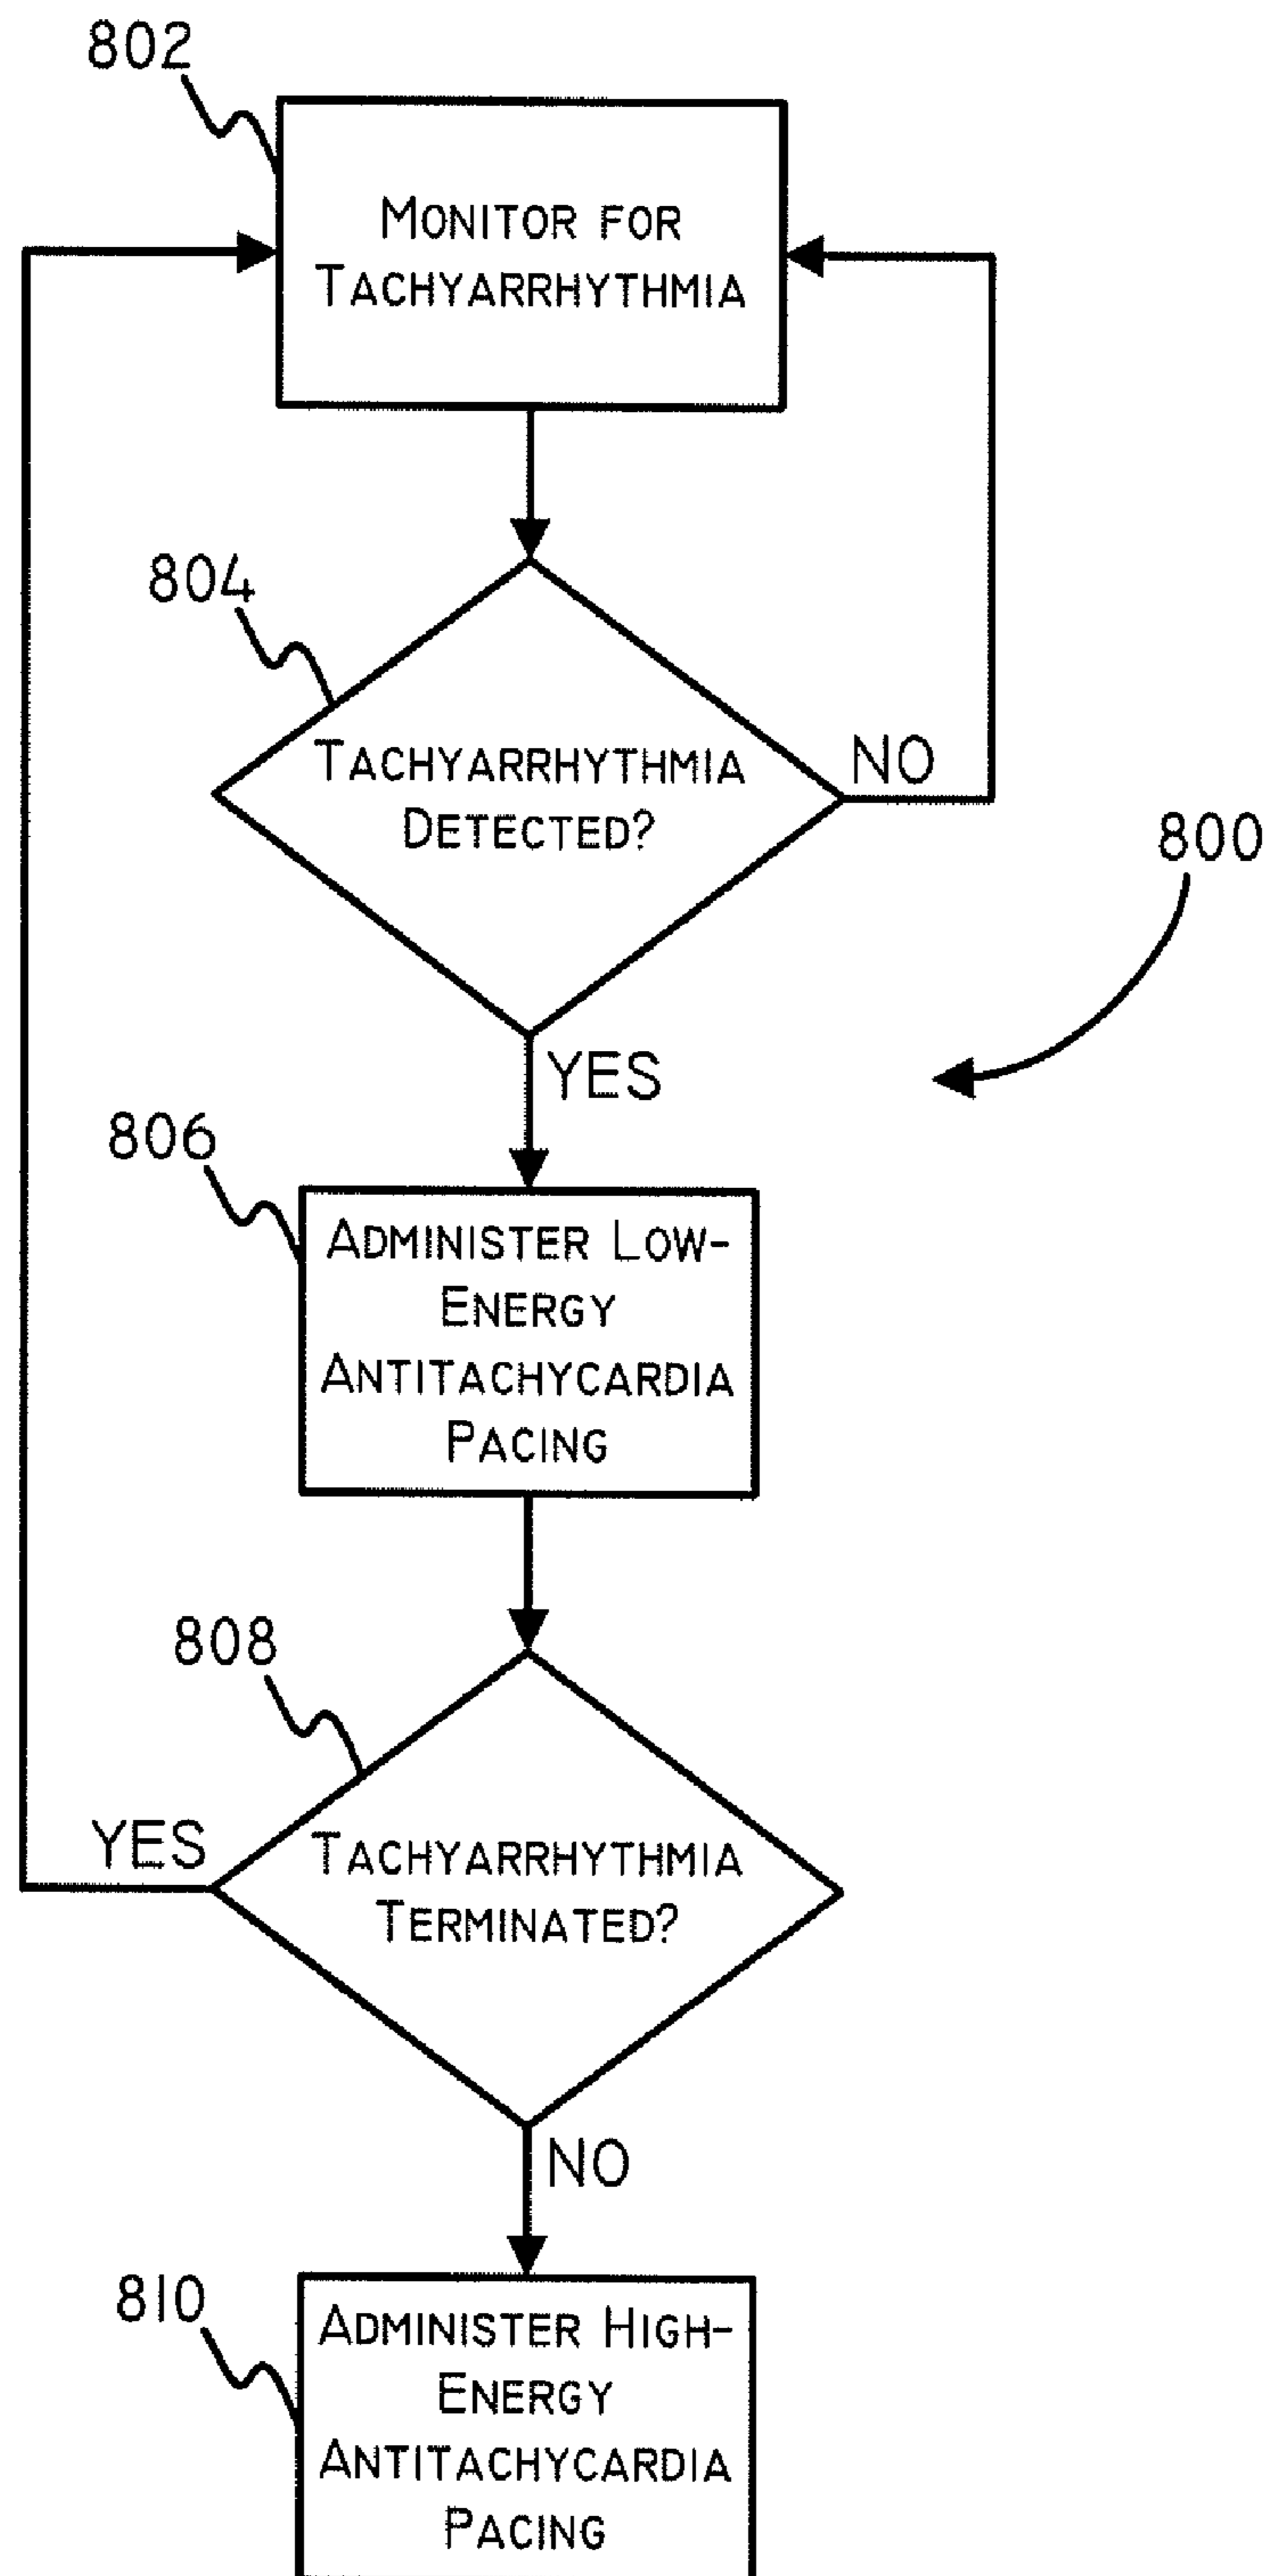 802
MONITOR FOR
TACHYARRHYTHMIA
804
TACHYARRHYTHMIA
DETECTED?
NO
800
YES
806
ADMINISTER LOW-
ENERGY
ANTITACHYCARDIA
PACING
808
YES
TACHYARRHYTHMIA
TERMINATED?
NO
810
ADMINISTER HIGH-
ENERGY
ANTITACHYCARDIA
PACING